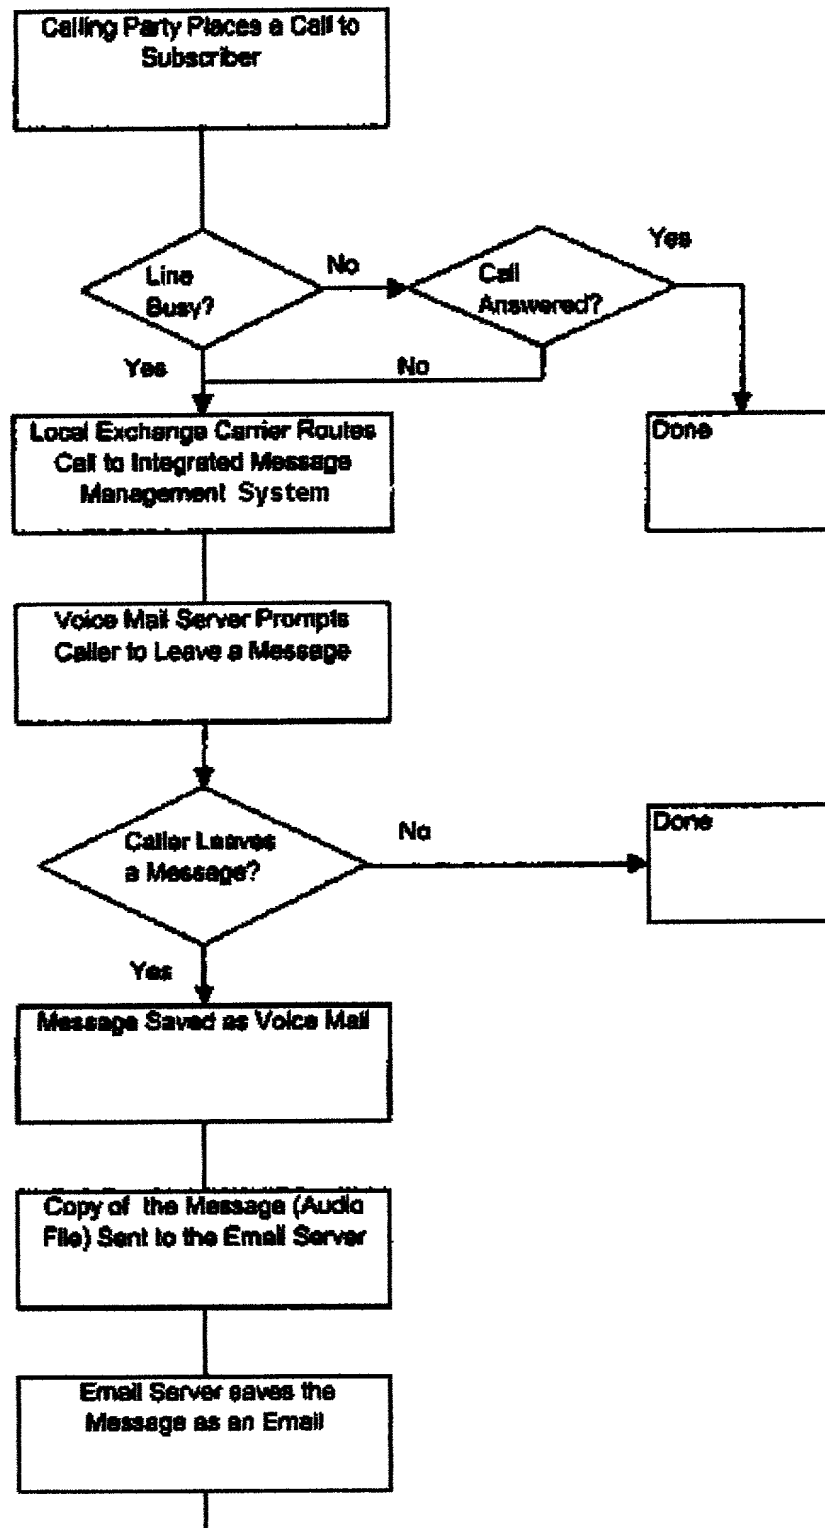 Calling Party Places a Call to
Subscriber
Line
Busy?
No
Call
Answered?
Yes
Yes
No
Local Exchange Carrier Routes
Call to Integrated Message
Management System
Done
Voice Mail Server Prompts
Caller to Leave a Message
Caller Leaves
a Message?
No
Done
Yes
Message Saved as Voice Mail
Copy of the Message (Audio
File) Sent to the Email Server
Email Server saves the
Message as an Email